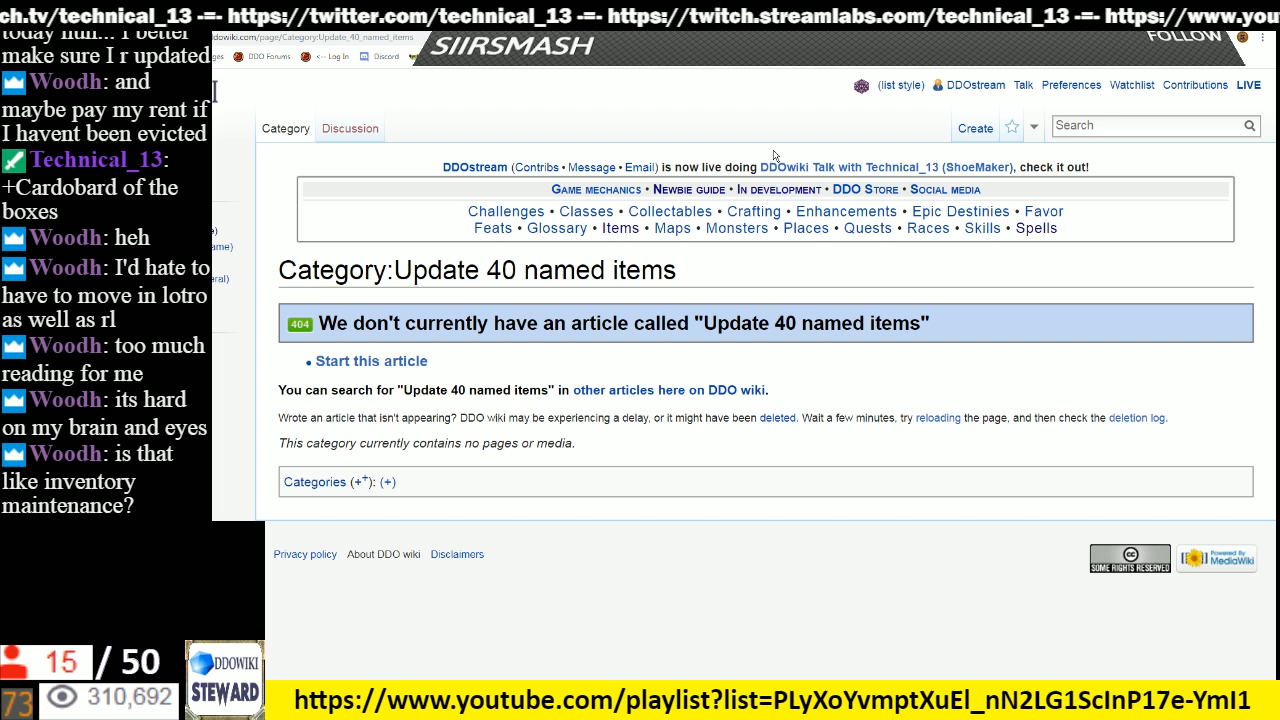 ch.tv/technical_13 -=- https://twitter.com/technical_13 -=- https://twitch.streamlabs.com/technical_13 -=- https://www.you
make sure I r updated
Woodh: and
maybe pay my rent if
I havent been evicted
Technical_13:
+Cardobard of the
boxes
Woodh: heh
Woodh: I'd hate to
have to move in lotro
as well as rl
Woodh: too much
reading for me
Woodh: its hard
on my brain and eyes
Woodh: is that
like inventory
maintenance?
dowiki.com/page/Category:Update_40_named_items
SIIRSMASH
FOLLOW
ges DDO Forums <-- Log In Discord
(list style) DDOstream Talk Preferences Watchlist Contributions LIVE
Category Discussion Create Search
DDOstream (Contribs • Message • Email) is now live doing DDOwiki Talk with Technical_13 (ShoeMaker), check it out!
Game mechanics • Newbie guide • In development • DDO Store • Social media
Challenges • Classes • Collectables • Crafting • Enhancements • Epic Destinies • Favor
Feats • Glossary • Items • Maps • Monsters • Places • Quests • Races • Skills • Spells
Category:Update 40 named items
404 We don't currently have an article called "Update 40 named items"
• Start this article
You can search for "Update 40 named items" in other articles here on DDO wiki.
Wrote an article that isn't appearing? DDO wiki may be experiencing a delay, or it might have been deleted. Wait a few minutes, try reloading the page, and then check the deletion log.
This category currently contains no pages or media.
Categories (++): (+)
Privacy policy About DDO wiki Disclaimers
SOME RIGHTS RESERVED
Powered By
MediaWiki
15 / 50
73 310,692
DDOWIKI
STEWARD
https://www.youtube.com/playlist?list=PLyXoYvmptXuEl_nN2LG1ScInP17e-YmI1